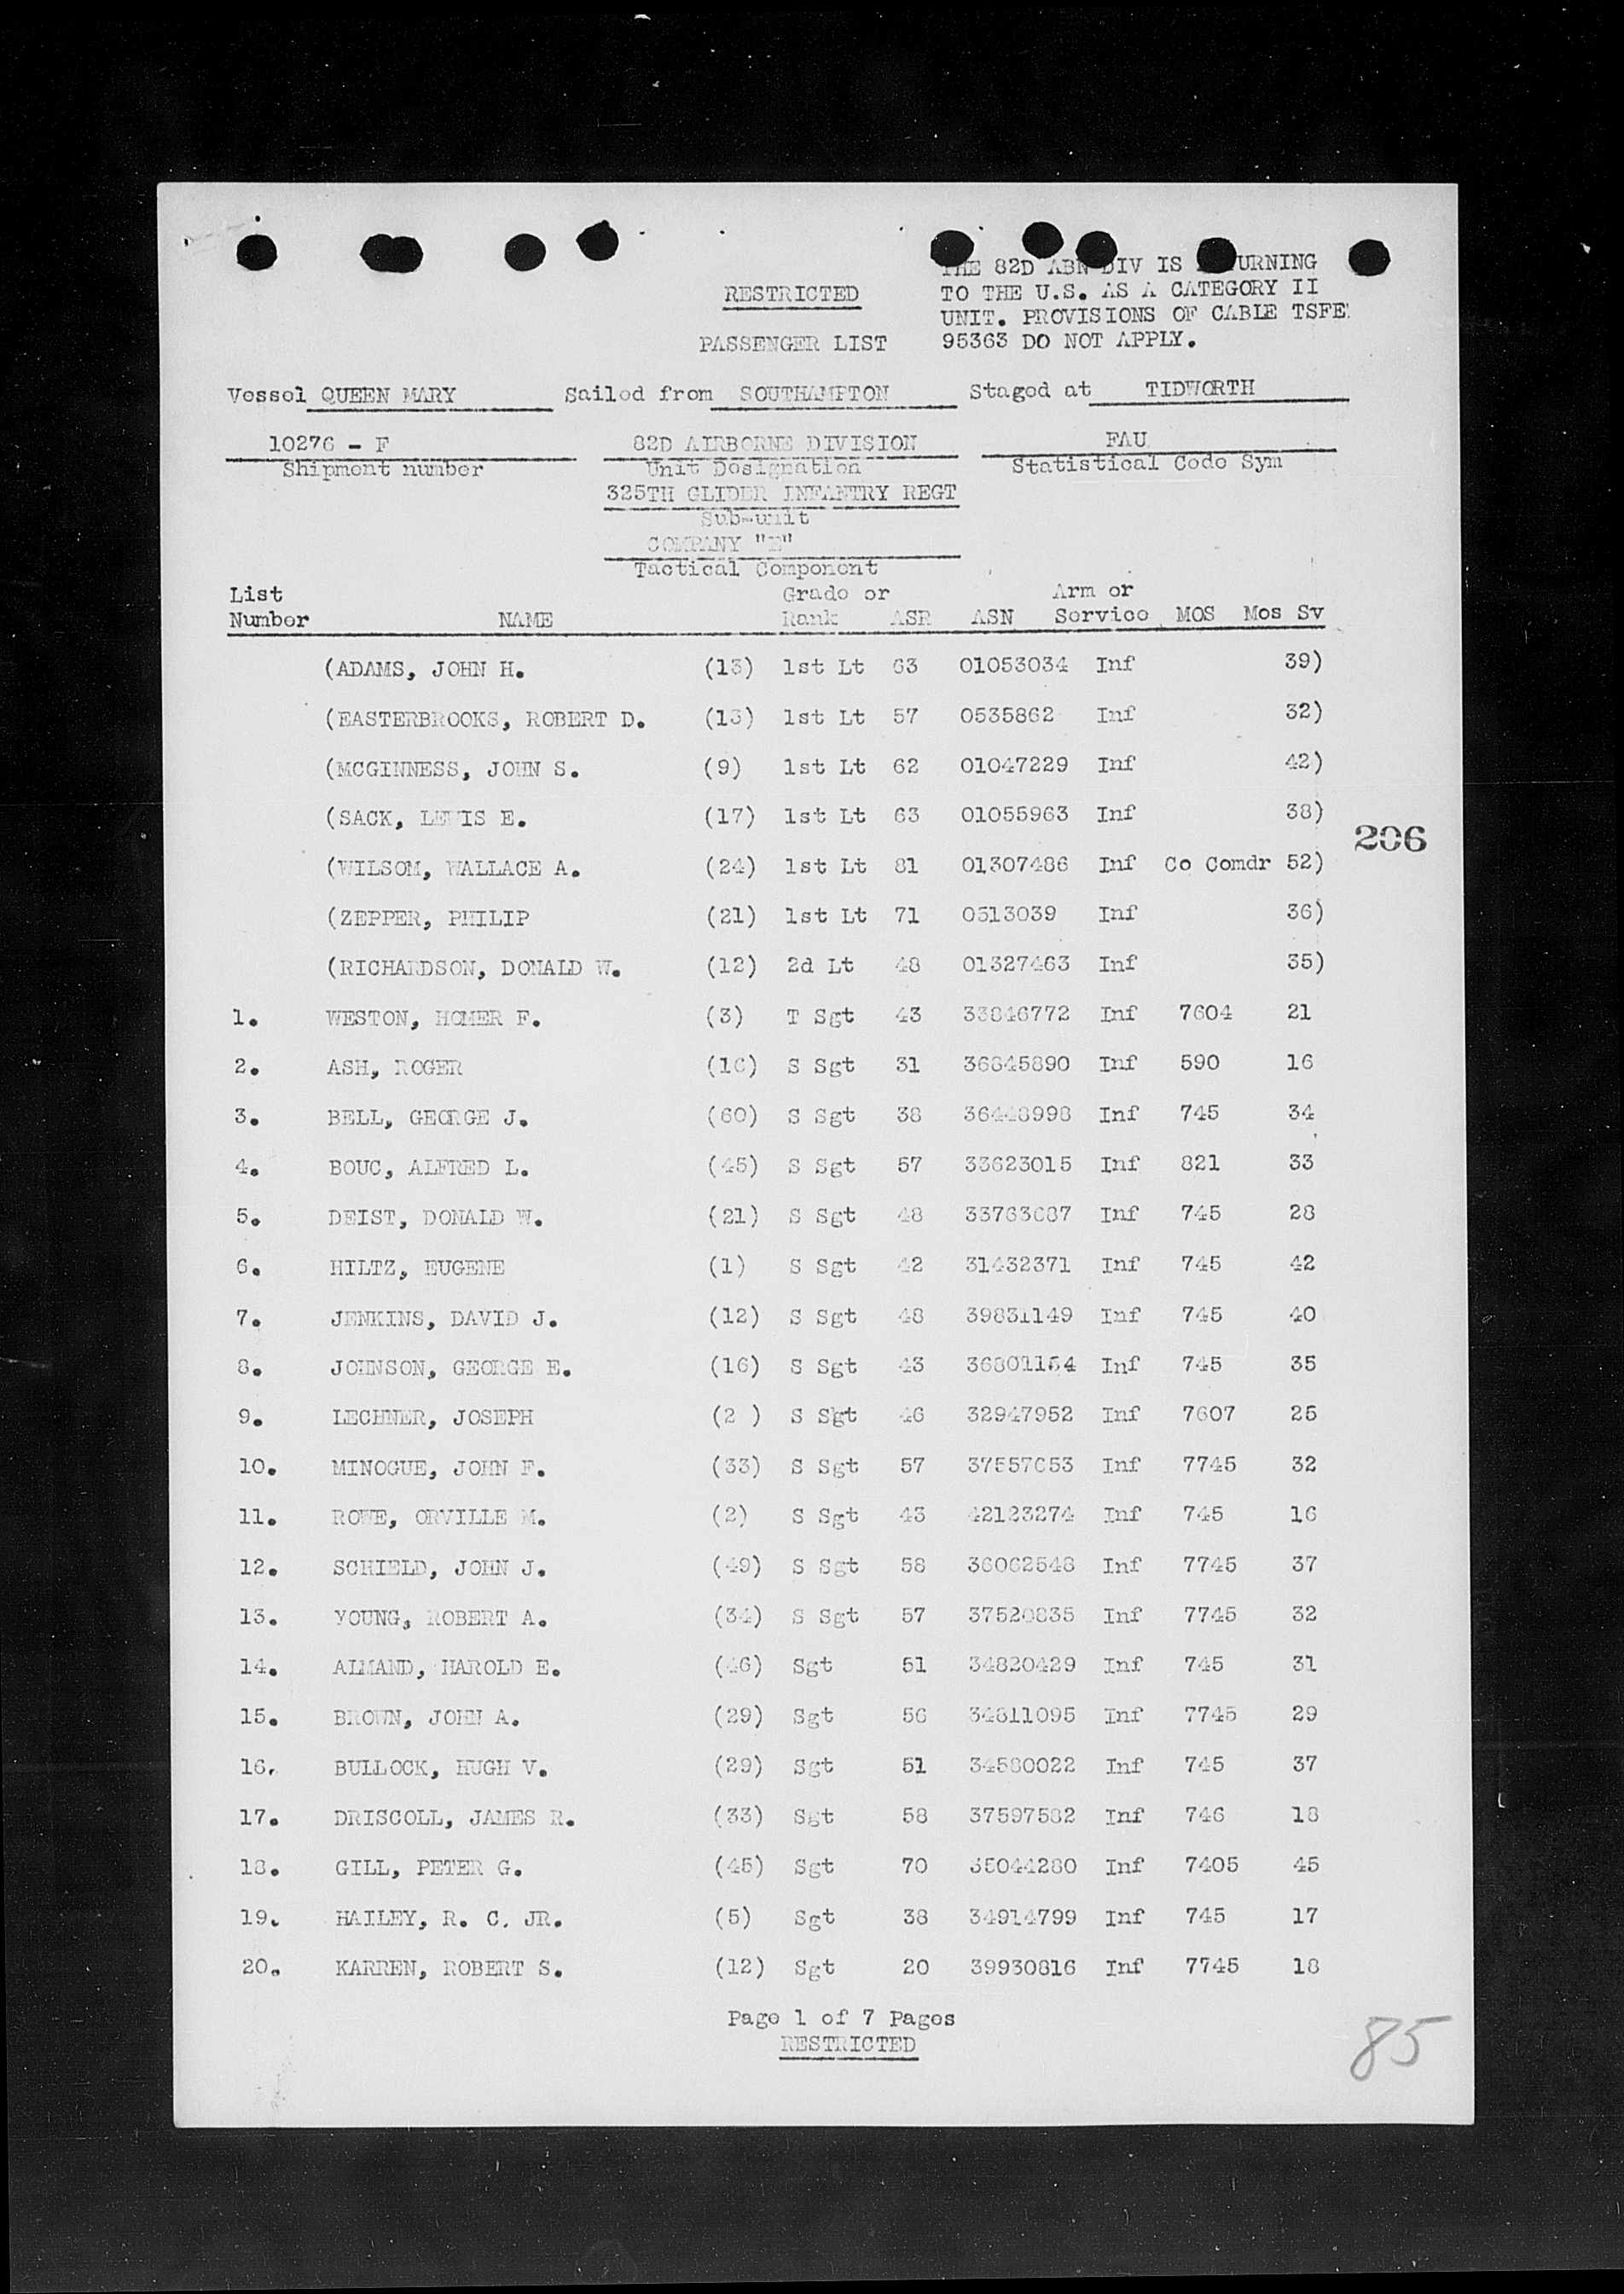 THE 82D ABN DIV IS URNING
RESTRICTED TO THE U.S. AS A CATEGORY II
UNIT. PROVISIONS OF CABLE TSFE
PASSENGER LIST 95363 DO NOT APPLY.
Vessel QUEEN MARY Sailed from SOUTHAMPTON Staged at TIDWORTH
10276 - F 82D AIRBORNE DIVISION FAU
Shipment number Unit Designation Statistical Code Sym
325TH GLIDER INFANTRY REGT
Sub-unit
COMPANY
Tactical Component
List Grade or Arm or
Number NAME Rank ASR ASN Service MOS Mos Sv
(ADAMS, JOHN H. (13) 1st Lt 63 01053034 Inf 39)
(EASTERBROOKS, ROBERT D. (13) 1st Lt 57 0535862 Inf 32)
(MCGINNESS, JOHN S. (9) 1st Lt 62 01047229 Inf 42)
(SACK, LEWIS E. (17) 1st Lt 63 01055963 Inf 38)
206
(WILSOM, WALLACE A. (24) 1st Lt 81 01307486 Inf Co Comdr 52)
(ZEPPER, PHILIP (21) 1st Lt 71 0513039 Inf 36)
(RICHARDSON, DONALD W. (12) 2d Lt 48 01327463 Inf 35)
1. WESTON, HOMER F. (3) T Sgt 43 33846772 Inf 7604 21
2. ASH, ROGER (16) S Sgt 31 36845890 Inf 590 16
3. BELL, GEORGE J. (60) S Sgt 38 36448998 Inf 745 34
4. BOUC, ALFRED L. (45) S Sgt 57 33623015 Inf 821 33
5. DEIST, DONALD W. (21) S Sgt 48 Inf 745 28
6. HILTZ, EUGENE (1) S Sgt 42 31432371 Inf 745 42
7. JENKINS, DAVID J. (12) S Sgt 48 39831149 Inf 745 40
8. JOHNSON, GEORGE E. (16) S Sgt 43 36801154 Inf 745 35
9. LECHNER, JOSEPH (2 ) S Sgt 46 32947952 Inf 7607 25
10. MINOGUE, JOHN F. (33) S Sgt 57 37557653 Inf 7745 32
11. ROWE, ORVILLE M. (2) S Sgt 43 42123274 Inf 745 16
12. SCHIELD, JOHN J. (49) S Sgt 58 36062548 Inf 7745 37
13. YOUNG, ROBERT A. (34) S Sgt 57 37520835 Inf 7745 32
14. ALMAND, HAROLD E. (46) Sgt 51 34820429 Inf 745 31
15. BROWN, JOHN A. (29) Sgt 56 34811095 Inf 7745 29
16. BULLOCK, HUGH V. (29) Sgt 51 34580022 Inf 745 37
17. DRISCOLL, JAMES R. (33) Sgt 58 37597582 Inf 746 18
18. GILL, PETER G. (45) Sgt 70 35044280 Inf 7405 45
19. HAILEY, R. C. JR. (5) Sgt 38 34914799 Inf 745 17
20. KARREN, ROBERT S. (12) Sgt 20 39930816 Inf 7745 18
Page 1 of 7 Pages
RESTRICTED
85